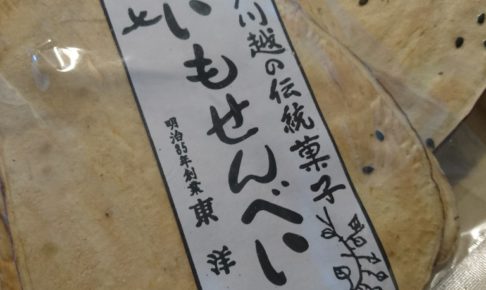 川越の伝統菓子
いもせんべい
明治35年創業 東洋